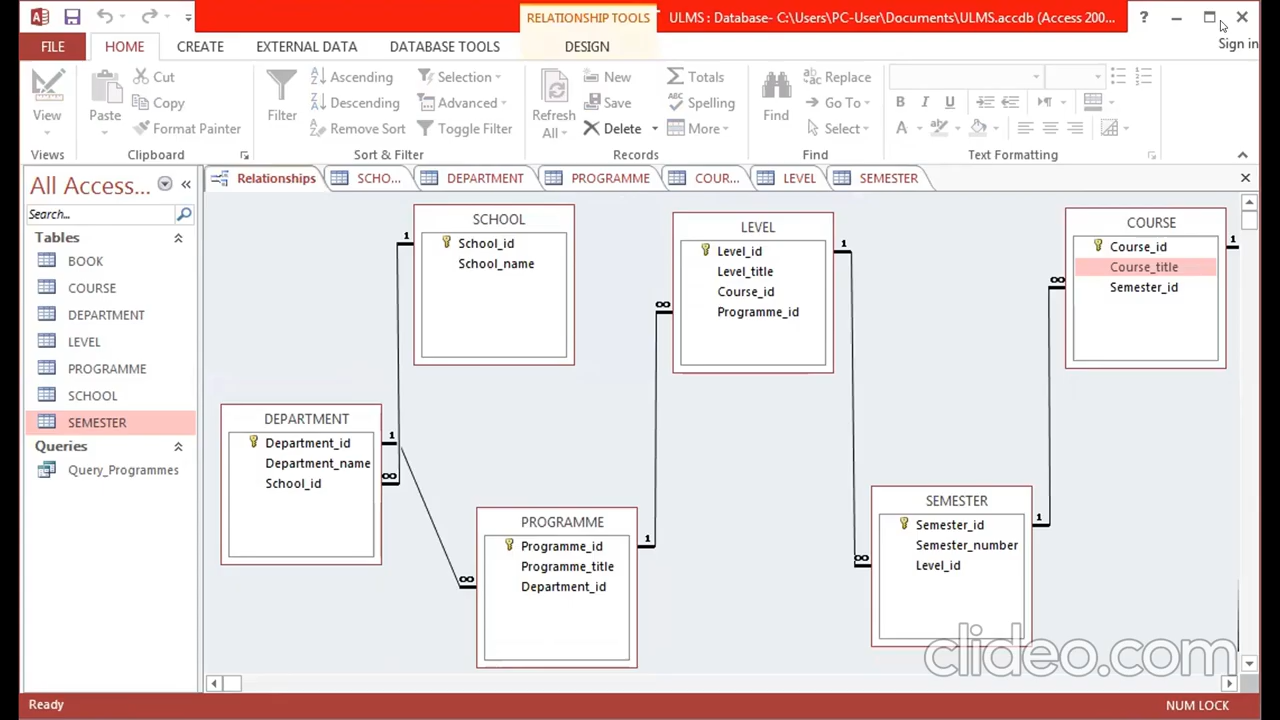 RELATIONSHIP TOOLS
ULMS : Database- C:\Users\PC-User\Documents\ULMS.accdb (Access 200...
?
FILE
HOME
CREATE
EXTERNAL DATA
DATABASE TOOLS
DESIGN
Sign in
View
Paste
Cut
Copy
Format Painter
Filter
Ascending
Descending
Remove Sort
Selection
Advanced
Toggle Filter
Refresh
All
New
Save
Delete
Totals
Spelling
More
Find
Replace
Go To
Select
B I U
Views
Clipboard
Sort & Filter
Records
Find
Text Formatting
All Access...
Search...
Tables
BOOK
COURSE
DEPARTMENT
LEVEL
PROGRAMME
SCHOOL
SEMESTER
Queries
Query_Programmes
Relationships
SCHO...
DEPARTMENT
PROGRAMME
COUR...
LEVEL
SEMESTER
SCHOOL
School_id
School_name
1
∞
DEPARTMENT
Department_id
Department_name
School_id
1
∞
PROGRAMME
Programme_id
Programme_title
Department_id
1
∞
LEVEL
Level_id
Level_title
Course_id
Programme_id
1
∞
SEMESTER
Semester_id
Semester_number
Level_id
1
∞
COURSE
Course_id
Course_title
Semester_id
1
clideo.com
Ready
NUM LOCK